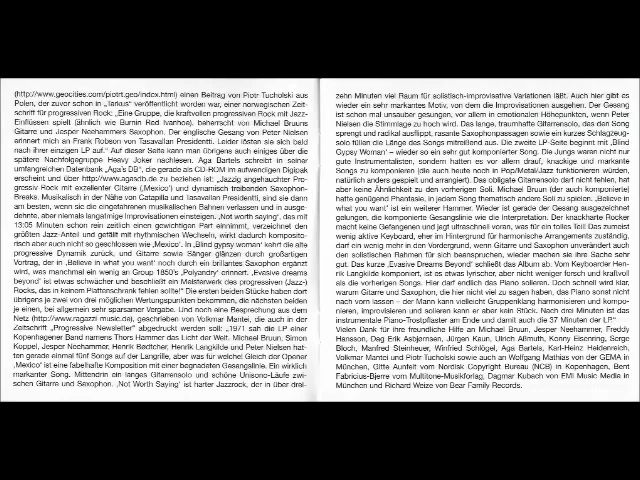 (http://www.geocities.com/piotrt.geo/index.html) einen Beitrag von Piotr Tucholski aus
Polen, der zuvor schon in „Tarkus" veröffentlicht worden war, einer norwegischen Zeit-
schrift für progressiven Rock: „Eine Gruppe, die kraftvollen progressiven Rock mit Jazz-
Einflüssen spielt (ähnlich wie Burnin Red Ivanhoe), beherrscht von Michael Bruuns
Gitarre und Jesper Neehammers Saxophon. Der englische Gesang von Peter Nielsen
erinnert mich an Frank Robson von Tasavallan Presidentti. Leider lösten sie sich bald
nach ihrer einzigen LP auf." Auf dieser Seite kann man übrigens auch einiges über die
spätere Nachfolgegruppe Heavy Joker nachlesen. Aga Bartels schreibt in seiner
umfangreichen Datenbank „Aga's DB", die gerade als CD-ROM im aufwendigen Digipak
erscheint und über http://www.agasdb.de zu beziehen ist: „Jazzig angehauchter Pro-
gressiv Rock mit exzellenter Gitarre (‚Mexico') und dynamisch treibenden Saxophon-
Breaks. Musikalisch in der Nähe von Catapilla und Tasavallan Presidentti, sind sie dann
am besten, wenn sie die eingefahrenen musikalischen Bahnen verlassen und in ausge-
dehnte, aber niemals langatmige Improvisationen einsteigen. ‚Not worth saying', das mit
13:05 Minuten schon rein zeitlich einen gewichtigen Part einnimmt, verzeichnet den
größten Jazz-Anteil und gefällt mit rhythmischen Wechseln, wirkt dadurch kompositio-
risch aber auch nicht so geschlossen wie ‚Mexico'. In ‚Blind gypsy woman' kehrt die alte
progressive Dynamik zurück, und Gitarre sowie Sänger glänzen durch großartigen
Vortrag, der in ‚Believe in what you want' noch durch ein brillantes Saxophon ergänzt
wird, was manchmal ein wenig an Group 1850's ‚Polyandry' erinnert. ‚Evasive dreams
beyond' ist etwas schwächer und beschließt ein Meisterwerk des progressiven (Jazz-)
Rocks, das in keinem Plattenschrank fehlen sollte!" Die ersten beiden Stücke haben dort
übrigens je zwei von drei möglichen Wertungspunkten bekommen, die nächsten beiden
je einen, bei allgemein sehr sparsamer Vergabe. Und noch eine Besprechung aus dem
Netz (http://www.ragazzi-music.de), geschrieben von Volkmar Mantei, die auch in der
Zeitschrift „Progressive Newsletter" abgedruckt werden soll: „1971 sah die LP einer
Kopenhagener Band namens Thors Hammer das Licht der Welt. Michael Bruun, Simon
Koppel, Jesper Neehammer, Henrik Bødtcher, Henrik Langkilde und Peter Nielsen hat-
ten gerade einmal fünf Songs auf der Langrille, aber was für welche! Gleich der Opener
‚Mexico' ist eine fabelhafte Komposition mit einer begnadeten Gesangslinie. Ein wirklich
markanter Song. Mittendrin ein langes Gitarrensolo und schöne Unisono-Läufe zwi-
schen Gitarre und Saxophon. ‚Not Worth Saying' ist harter Jazzrock, der in über drei-
zehn Minuten viel Raum für solistisch-improvisative Variationen läßt. Auch hier gibt es
wieder ein sehr markantes Motiv, von dem die Improvisationen ausgehen. Der Gesang
ist schon mal unsauber gesungen, vor allem in emotionalen Höhepunkten, wenn Peter
Nielsen die Stimmlage zu hoch wird. Das lange, traumhafte Gitarrensolo, das den Song
sprengt und radikal ausflippt, rasante Saxophonpassagen sowie ein kurzes Schlagzeug-
solo füllen die Länge des Songs mitreißend aus. Die zweite LP-Seite beginnt mit ‚Blind
Gypsy Woman' – wieder so ein sehr gut komponierter Song. Die Jungs waren nicht nur
gute Instrumentalisten, sondern hatten es vor allem drauf, knackige und markante
Songs zu komponieren (die auch heute noch in Pop/Metal/Jazz funktionieren würden,
natürlich anders gespielt und arrangiert). Das obligate Gitarrensolo darf nicht fehlen, hat
aber keine Ähnlichkeit zu den vorherigen Soli. Michael Bruun (der auch komponierte)
hatte genügend Phantasie, in jedem Song thematisch andere Soli zu spielen. ‚Believe in
what you want' ist ein weiterer Hammer. Wieder ist gerade der Gesang ausgezeichnet
gelungen, die komponierte Gesangslinie wie die Interpretation. Der knackharte Rocker
macht keine Gefangenen und jagt ultraschnell voran, was für ein tolles Teil! Das zumeist
wenig aktive Keyboard, eher im Hintergrund für harmonische Arrangements zuständig,
darf ein wenig mehr in den Vordergrund, wenn Gitarre und Saxophon unverändert auch
den solistischen Rahmen für sich beanspruchen, wieder machen sie ihre Sache sehr
gut. Das kurze ‚Evasive Dreams Beyond' schließt das Album ab. Vom Keyboarder Hen-
rik Langkilde komponiert, ist es etwas lyrischer, aber nicht weniger forsch und kraftvoll
als die vorherigen Songs. Hier darf endlich das Piano solieren. Doch schnell wird klar,
warum Gitarre und Saxophon, die hier nicht viel zu sagen haben, das Piano sonst nicht
nach vorn lassen – der Mann kann vielleicht Gruppenklang harmonisieren und kompo-
nieren, improvisieren und solieren kann er aber kein Stück. Nach drei Minuten ist das
instrumentale Piano-Trostpflaster am Ende und damit auch die 37 Minuten der LP."
Vielen Dank für ihre freundliche Hilfe an Michael Bruun, Jesper Neehammer, Freddy
Hansson, Dag Erik Asbjørnsen, Jürgen Kaun, Ulrich Aßmuth, Konny Eisenring, Serge
Bloch, Manfred Steinheuer, Winfried Schlögel, Aga Bartels, Karl-Heinz Heidenreich,
Volkmar Mantei und Piotr Tucholski sowie auch an Wolfgang Mathias von der GEMA in
München, Gitte Aunfelt vom Nordisk Copyright Bureau (NCB) in Kopenhagen, Bent
Fabricius-Bjerre vom Multitone-Musikforlag, Dagmar Kubach von EMI Music Media in
München und Richard Weize von Bear Family Records.